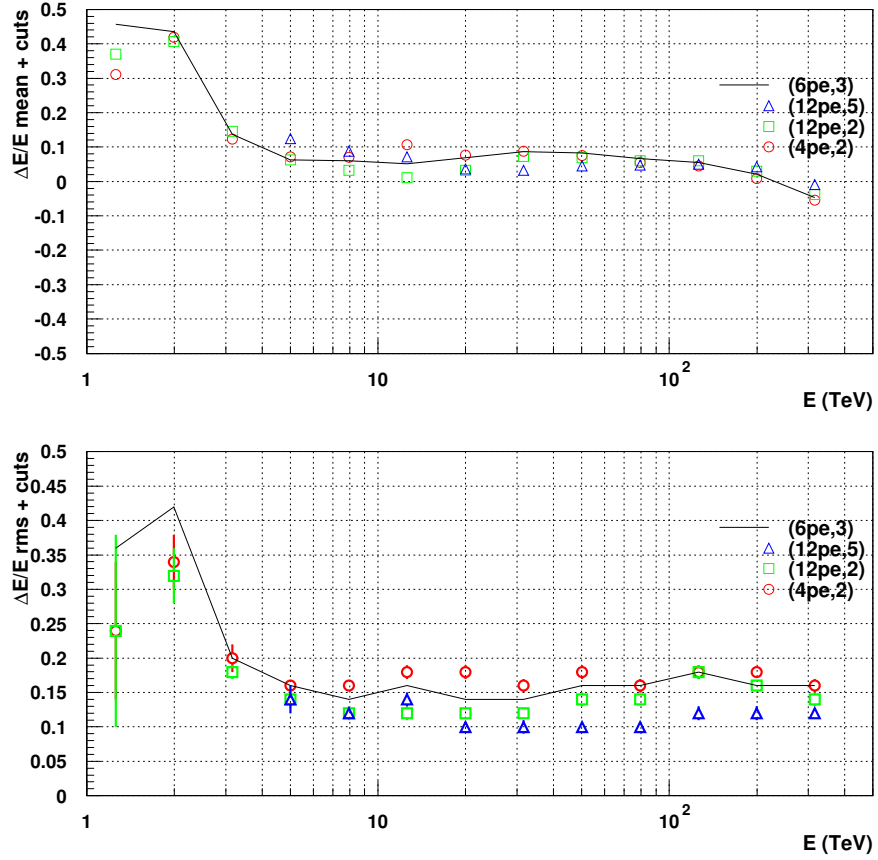 ΔE/E mean + cuts
0.5
0.4
0.3
0.2
0.1
0
-0.1
-0.2
-0.3
-0.4
-0.5
(6pe,3)
(12pe,5)
(12pe,2)
(4pe,2)
1 10 10²
E (TeV)
ΔE/E rms + cuts
0.5
0.45
0.4
0.35
0.3
0.25
0.2
0.15
0.1
0.05
0
(6pe,3)
(12pe,5)
(12pe,2)
(4pe,2)
1 10 10²
E (TeV)